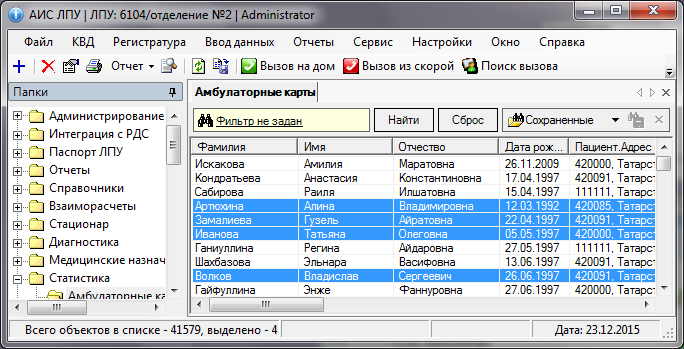 АИС ЛПУ | ЛПУ: 6104/отделение №2 | Administrator
Файл КВД Регистратура Ввод данных Отчеты Сервис Настройки Окно Справка
Отчет Вызов на дом Вызов из скорой Поиск вызова
Папки
Администрирование
Интеграция с РДС
Паспорт ЛПУ
Отчеты
Справочники
Взаиморасчеты
Стационар
Диагностика
Медицинские назнач
Статистика
Амбулаторные ка
Амбулаторные карты
Фильтр не задан Найти Сброс Сохраненные
Фамилия Имя Отчество Дата рож... Пациент.Адрес
Искакова Амилия Маратовна 26.11.2009 420000, Татарст
Кондратьева Анастасия Константиновна 17.04.1997 420091, Татарст
Сабирова Раиля Илшатовна 15.04.1997 111111, Татарст
Артюхина Алина Владимировна 12.03.1992 420085, Татарст
Замалиева Гузель Айратовна 22.04.1997 420091, Татарст
Иванова Татьяна Олеговна 05.05.1997 420000, Татарст
Ганиуллина Регина Айдаровна 27.05.1997 111111, Татарст
Шахбазова Эльнара Васифовна 13.06.1997 420091, Татарст
Волков Владислав Сергеевич 26.06.1997 420091, Татарст
Гайфуллина Энже Фаннуровна 27.06.1997 420000, Татарст
Всего объектов в списке - 41579, выделено - 4 Дата: 23.12.2015